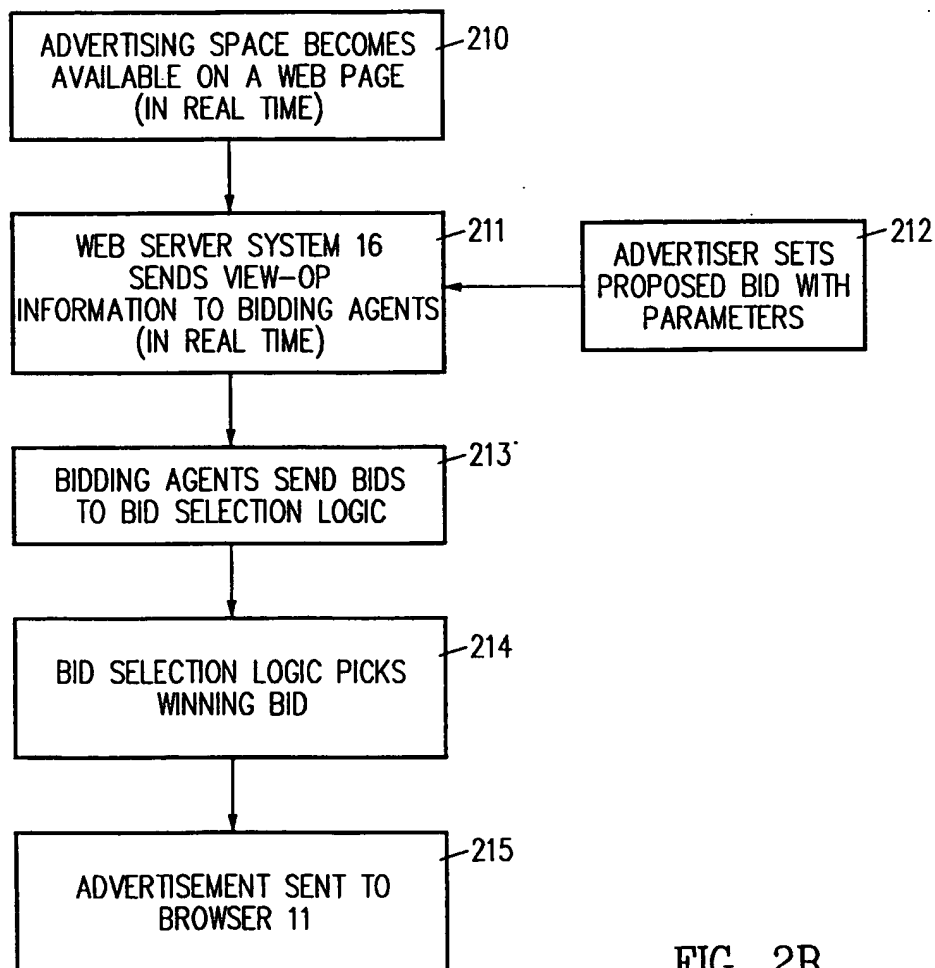 ADVERTISING SPACE BECOMES
AVAILABLE ON A WEB PAGE
(IN REAL TIME)
210
WEB SERVER SYSTEM 16
SENDS VIEW-OP
INFORMATION TO BIDDING AGENTS
(IN REAL TIME)
211
ADVERTISER SETS
PROPOSED BID WITH
PARAMETERS
212
BIDDING AGENTS SEND BIDS
TO BID SELECTION LOGIC
213
BID SELECTION LOGIC PICKS
WINNING BID
214
ADVERTISEMENT SENT TO
BROWSER 11
215
FIG. 2B